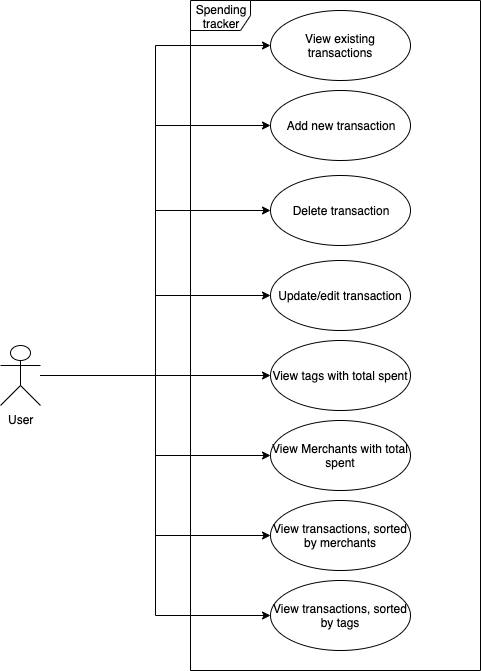 Spending
tracker
View existing
transactions
Add new transaction
Delete transaction
Update/edit transaction
User
View tags with total spent
View Merchants with total
spent
View transactions, sorted
by merchants
View transactions, sorted
by tags